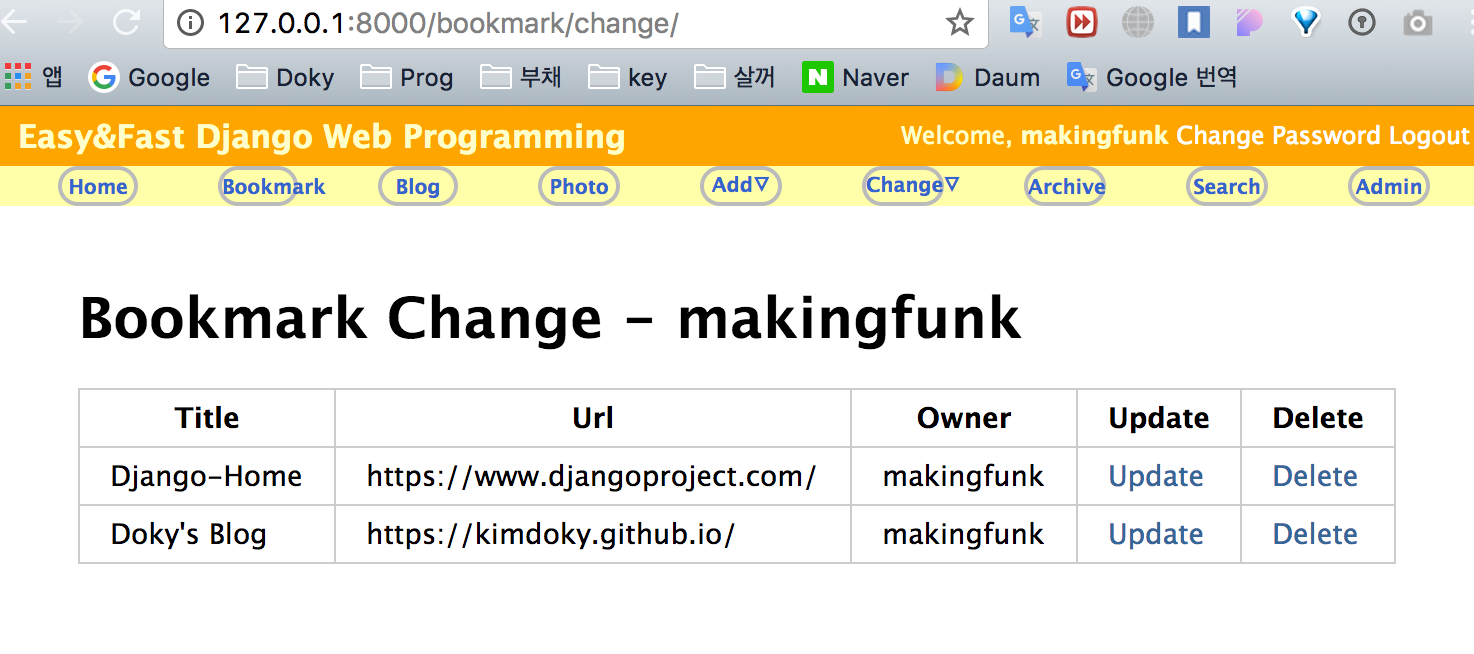 127.0.0.1:8000/bookmark/change/
앱 Google Doky Prog 부채 key 살꺼 N Naver Daum Google 번역
Easy&Fast Django Web Programming Welcome, makingfunk Change Password Logout
Home Bookmark Blog Photo Add▽ Change▽ Archive Search Admin
Bookmark Change - makingfunk
Title Url Owner Update Delete
Django-Home https://www.djangoproject.com/ makingfunk Update Delete
Doky's Blog https://kimdoky.github.io/ makingfunk Update Delete